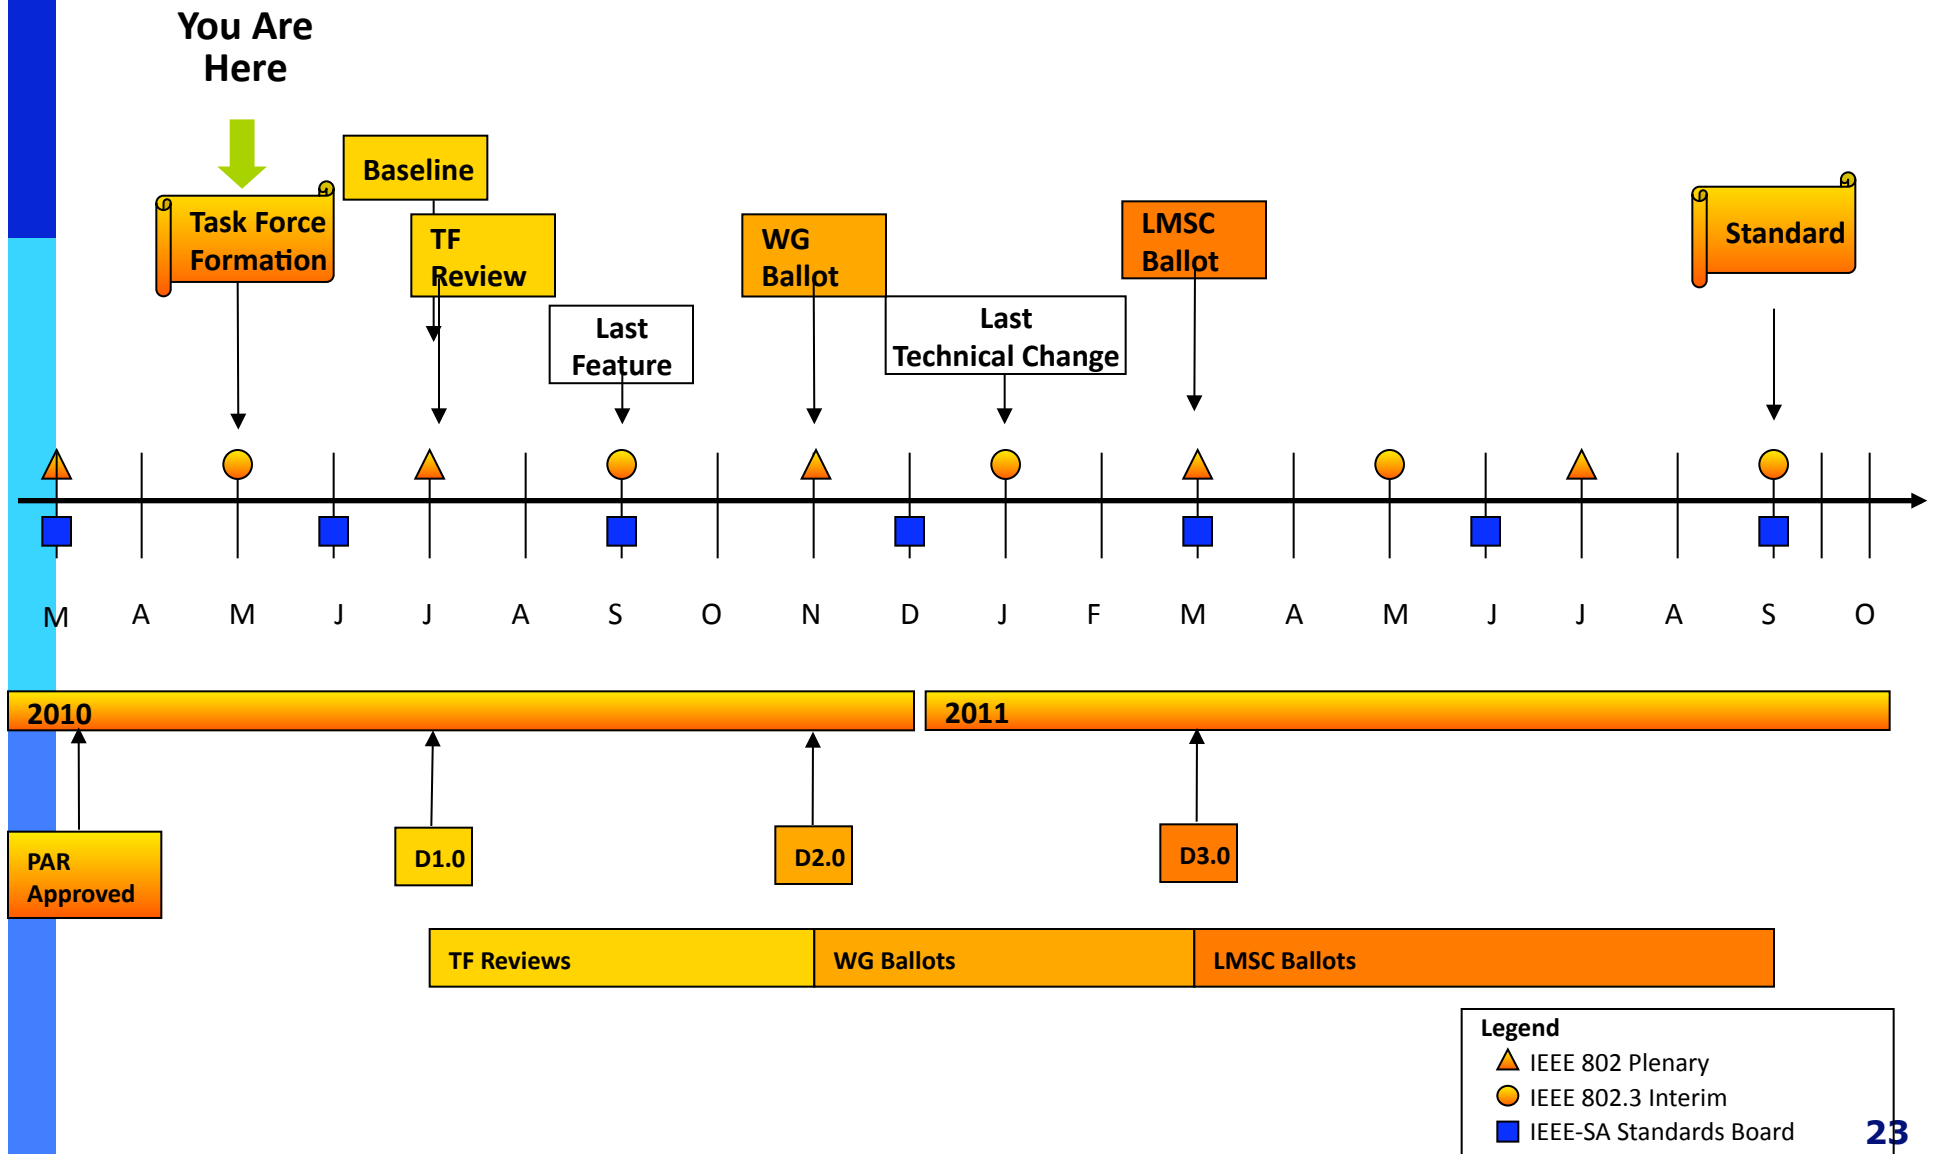 You Are
Here
Baseline
Task Force
Formation
TF
Review
WG
Ballot
LMSC
Ballot
Standard
Last
Feature
Last
Technical Change
M A M J J A S O N D J F M A M J J A S O
2010
2011
PAR
Approved
D1.0
D2.0
D3.0
TF Reviews
WG Ballots
LMSC Ballots
Legend
IEEE 802 Plenary
IEEE 802.3 Interim
IEEE-SA Standards Board
23